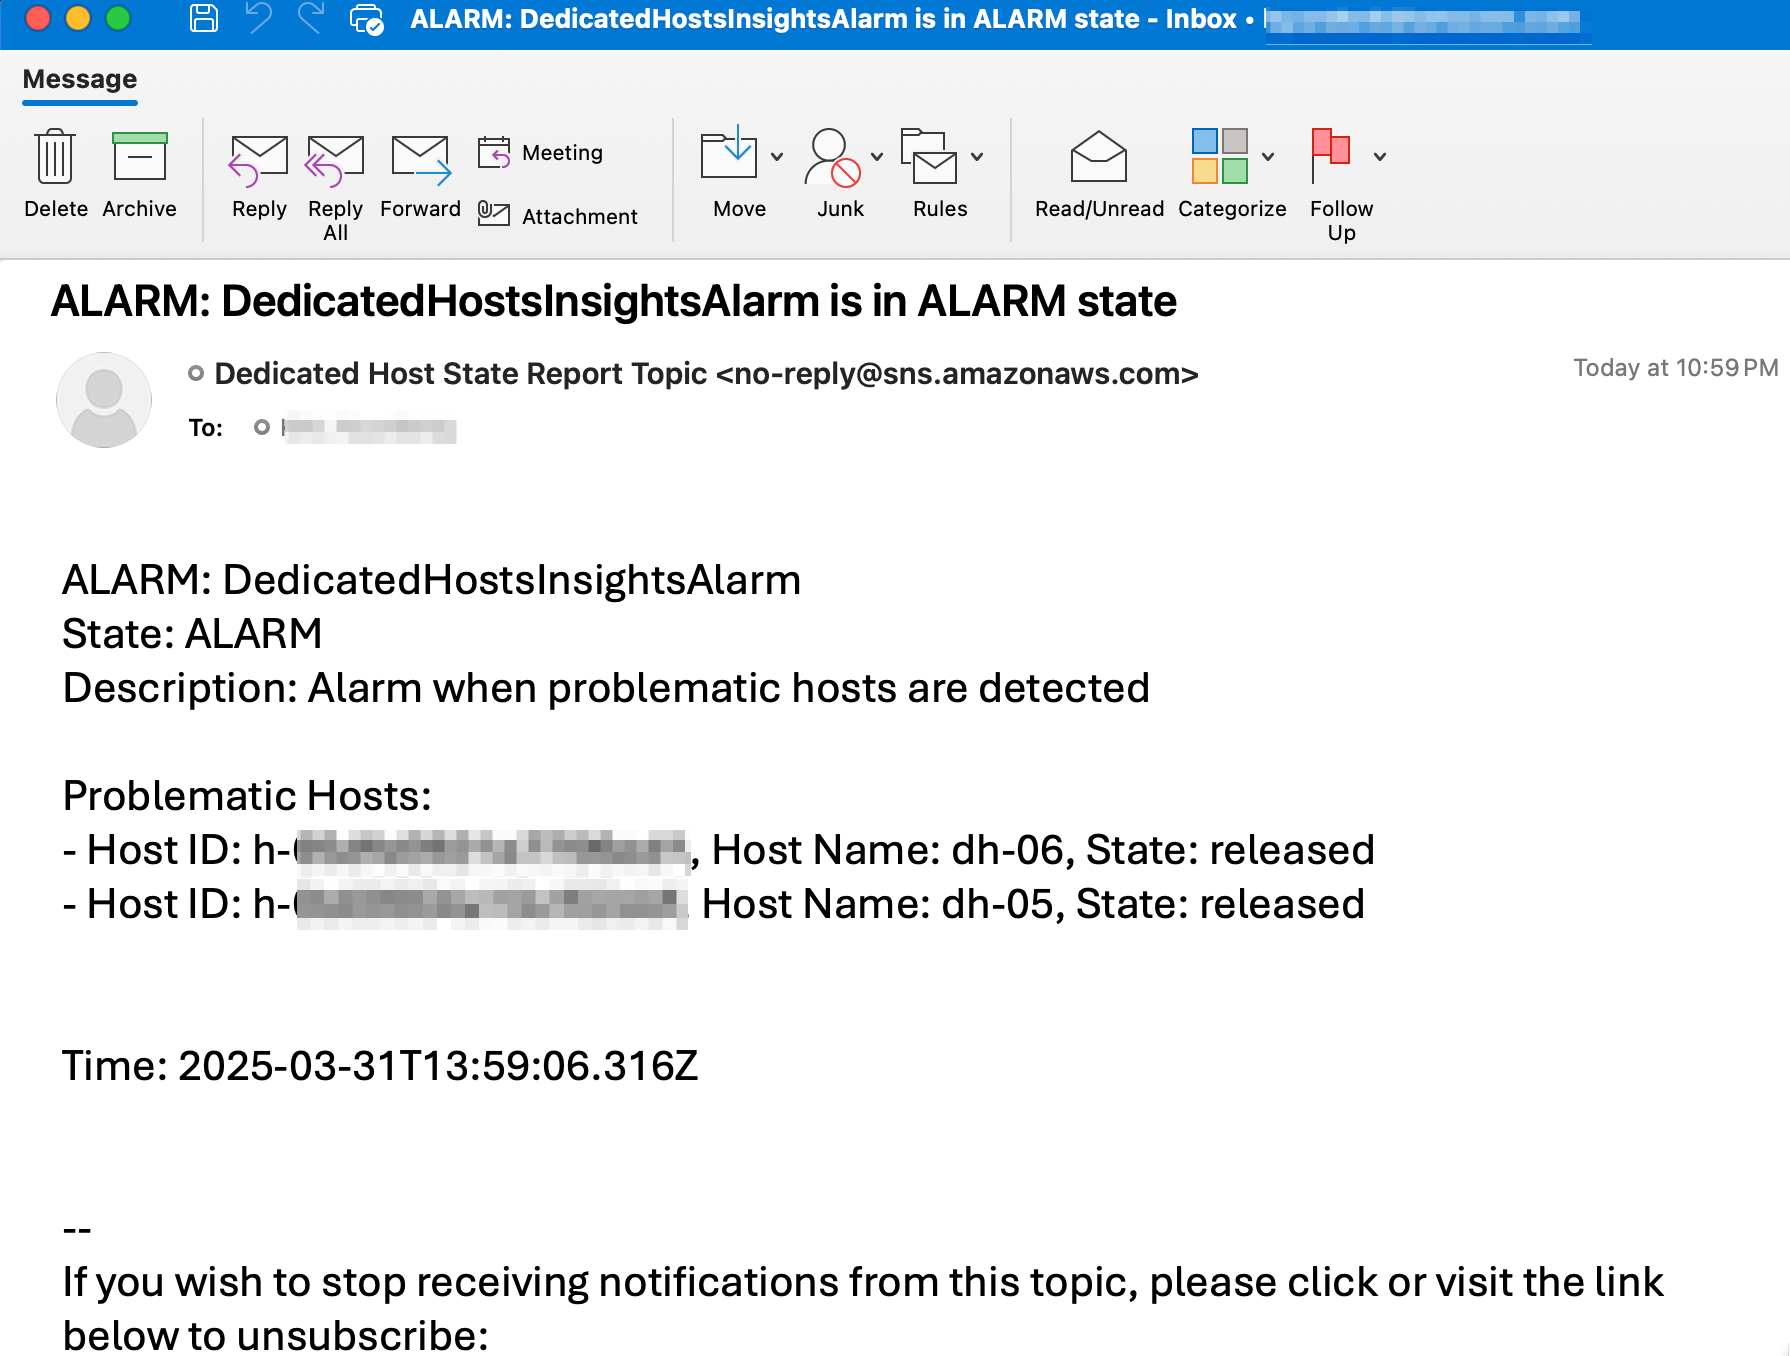 ALARM: DedicatedHostsInsightsAlarm is in ALARM state - Inbox •
Message
Delete
Archive
Reply
Reply All
Forward
Meeting
Attachment
Move
Junk
Rules
Read/Unread
Categorize
Follow Up
ALARM: DedicatedHostsInsightsAlarm is in ALARM state
Dedicated Host State Report Topic <no-reply@sns.amazonaws.com>
Today at 10:59 PM
To:
ALARM: DedicatedHostsInsightsAlarm
State: ALARM
Description: Alarm when problematic hosts are detected
Problematic Hosts:
- Host ID: h- , Host Name: dh-06, State: released
- Host ID: h- Host Name: dh-05, State: released
Time: 2025-03-31T13:59:06.316Z
--
If you wish to stop receiving notifications from this topic, please click or visit the link
below to unsubscribe: